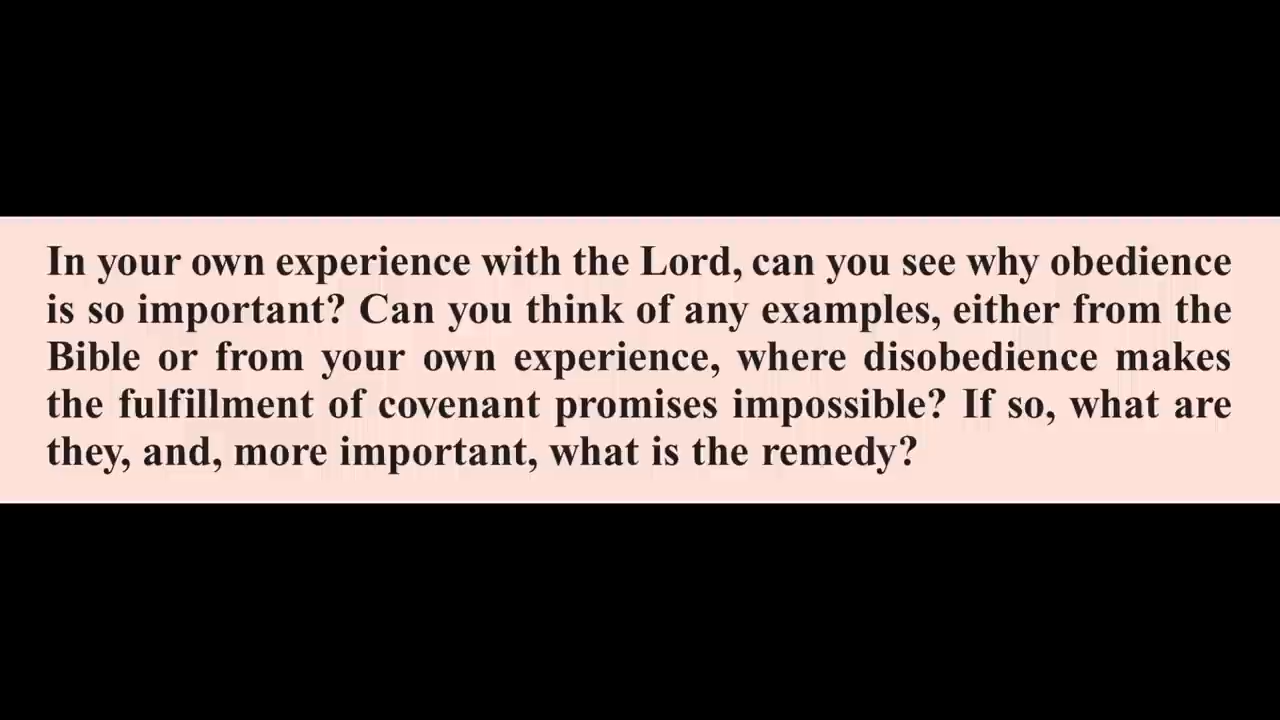 In your own experience with the Lord, can you see why obedience
is so important? Can you think of any examples, either from the
Bible or from your own experience, where disobedience makes
the fulfillment of covenant promises impossible? If so, what are
they, and, more important, what is the remedy?